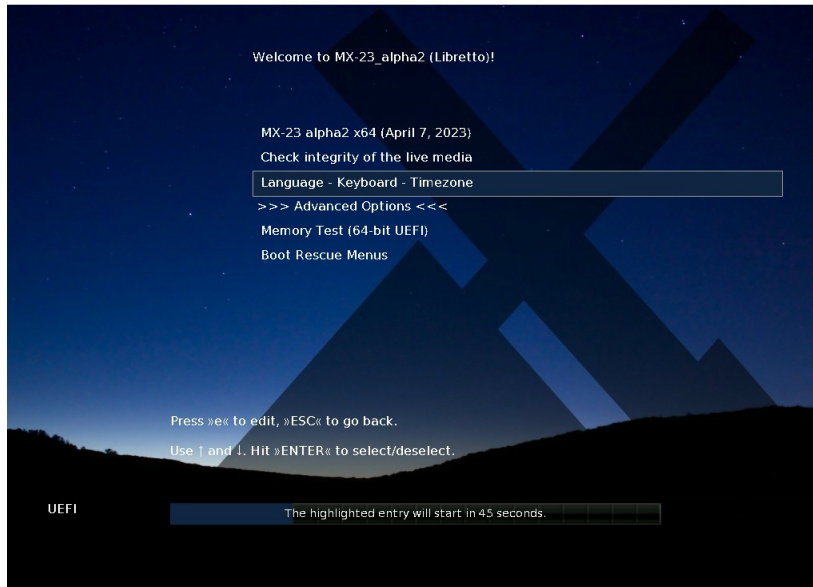 Welcome to MX-23_alpha2 (Libretto)!
MX-23 alpha2 x64 (April 7, 2023)
Check integrity of the live media
Language - Keyboard - Timezone
>>> Advanced Options <<<
Memory Test (64-bit UEFI)
Boot Rescue Menus
Press »e« to edit, »ESC« to go back.
Use ↑ and ↓. Hit »ENTER« to select/deselect.
UEFI
The highlighted entry will start in 45 seconds.